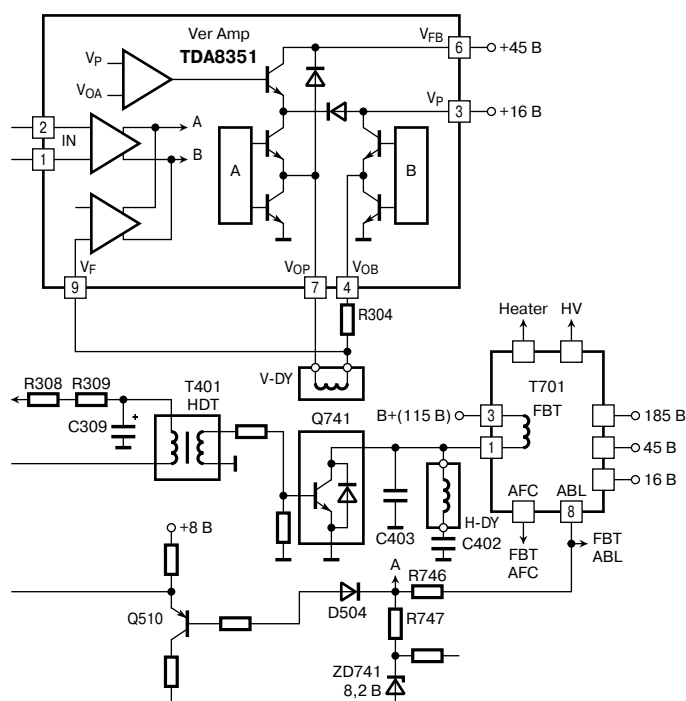 Ver Amp
TDA8351
VP
VOA
VFB
6
+45 В
VP
3
+16 В
2
IN
1
A
B
A
B
VF
9
VOP
7
VOB
4
R304
V-DY
R308
R309
C309
+
T401
HDT
Q741
B+(115 В)
Heater
HV
T701
FBT
3
1
185 В
45 В
16 В
AFC
ABL
8
C403
H-DY
C402
FBT
AFC
FBT
ABL
+8 В
Q510
D504
A
R746
R747
ZD741
8,2 В